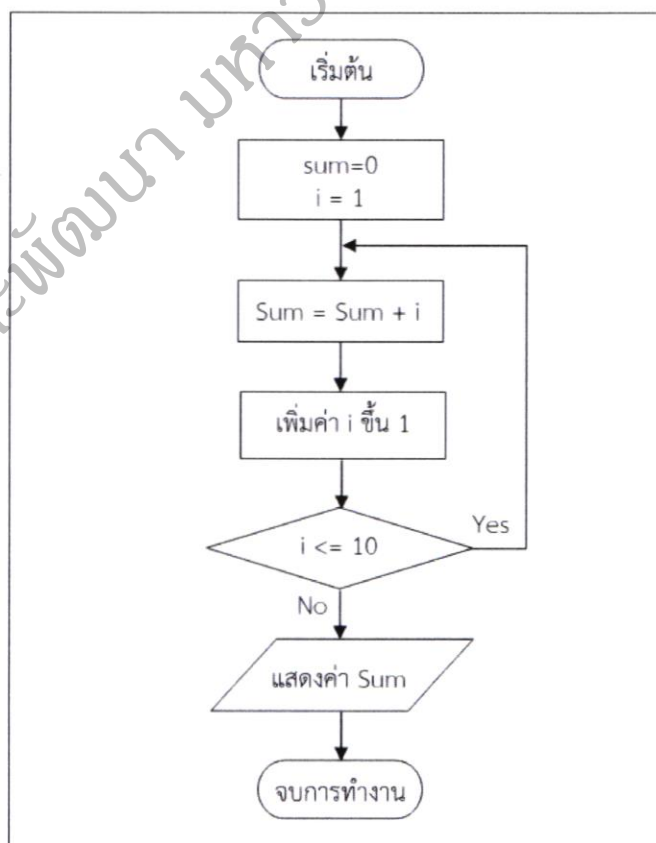 เริ่มต้น
sum=0
i = 1
Sum = Sum + i
เพิ่มค่า i ขึ้น 1
i <= 10
Yes
No
แสดงค่า Sum
จบการทำงาน